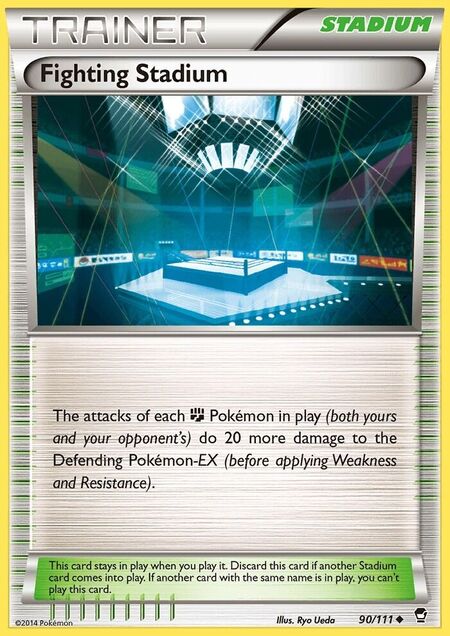 TRAINER
STADIUM
Fighting Stadium
The attacks of each Pokémon in play (both yours
and your opponent's) do 20 more damage to the
Defending Pokémon-EX (before applying Weakness
and Resistance).
This card stays in play when you play it. Discard this card if another Stadium
card comes into play. If another card with the same name is in play, you can't
play this card.
©2014 Pokémon
Illus. Ryo Ueda
90/111